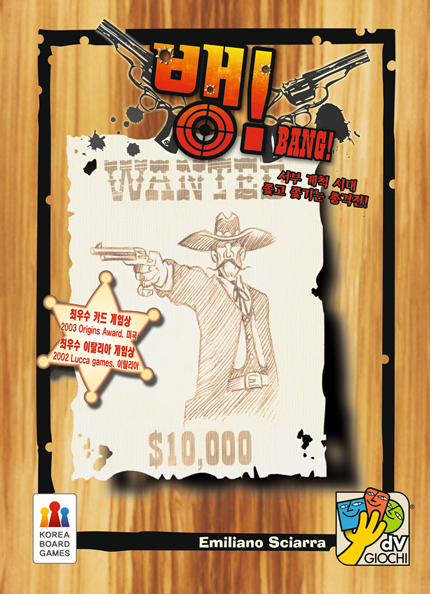 뱅!
BANG!
WANTED
서부 개척 시대
쫓고 쫓기는 총격전!
최우수 카드 게임상
2003 Origins Award. 미국
최우수 이탈리아 게임상
2002 Lucca games. 이탈리아
$10,000
KOREA
BOARD
GAMES
Emiliano Sciarra
dV
GIOCHI
®